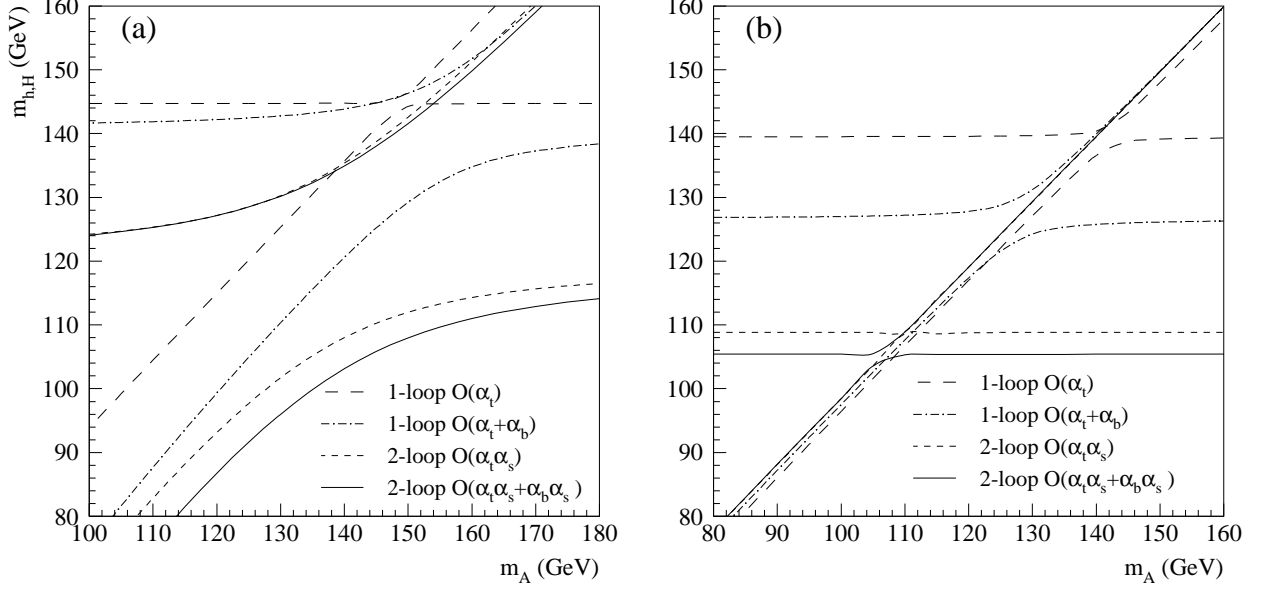 m_h,H (GeV)
(a)
160
150
140
130
120
110
100
90
80
1-loop O(α_t)
1-loop O(α_t+α_b)
2-loop O(α_tα_s)
2-loop O(α_tα_s+α_bα_s )
100 110 120 130 140 150 160 170 180
m_A (GeV)
(b)
160
150
140
130
120
110
100
90
80
1-loop O(α_t)
1-loop O(α_t+α_b)
2-loop O(α_tα_s)
2-loop O(α_tα_s+α_bα_s )
80 90 100 110 120 130 140 150 160
m_A (GeV)